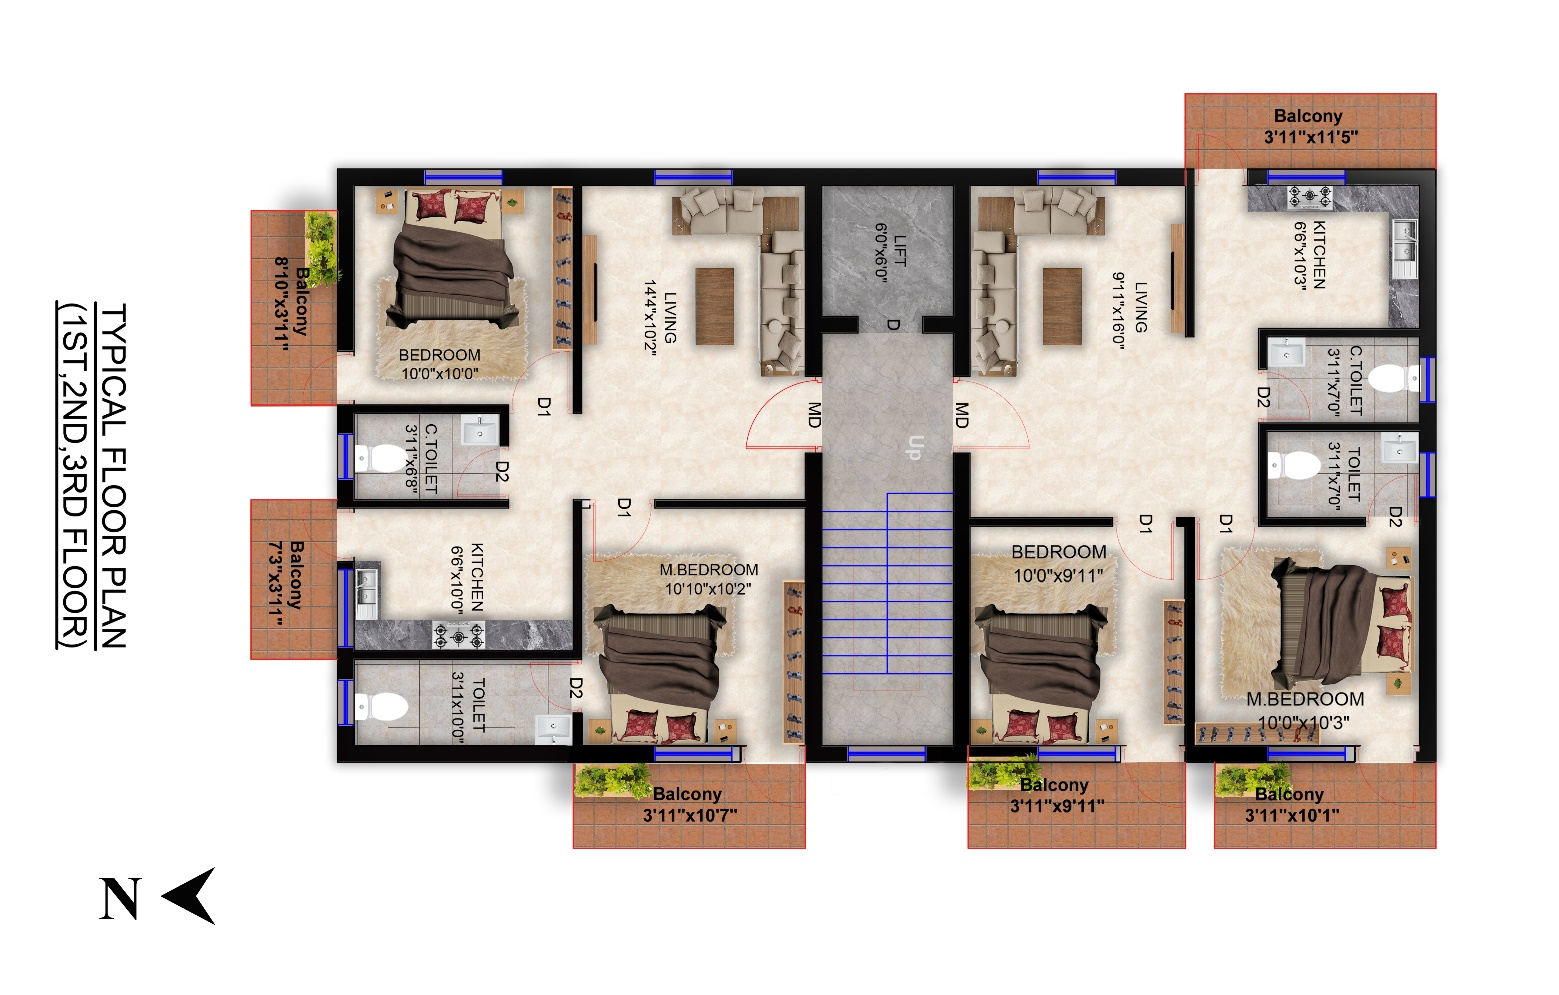 TYPICAL FLOOR PLAN
(1ST,2ND,3RD FLOOR)
N
Balcony
8'10"x3'11"
Balcony
7'3"x3'11"
BEDROOM
10'0"x10'0"
D1
C.TOILET
3'11"x6'8"
D2
KITCHEN
6'6"x10'0"
TOILET
3'11x10'0"
D2
LIVING
14'4"x10'2"
D1
M.BEDROOM
10'10"x10'2"
Balcony
3'11"x10'7"
MD
LIFT
6'0"x6'0"
D
Up
MD
LIVING
9'11"x16'0"
D1
BEDROOM
10'0"x9'11"
Balcony
3'11"x9'11"
Balcony
3'11"x11'5"
KITCHEN
6'6"x10'3"
C.TOILET
3'11"x7'0"
D2
TOILET
3'11"x7'0"
D2
D1
M.BEDROOM
10'0"x10'3"
Balcony
3'11"x10'1"